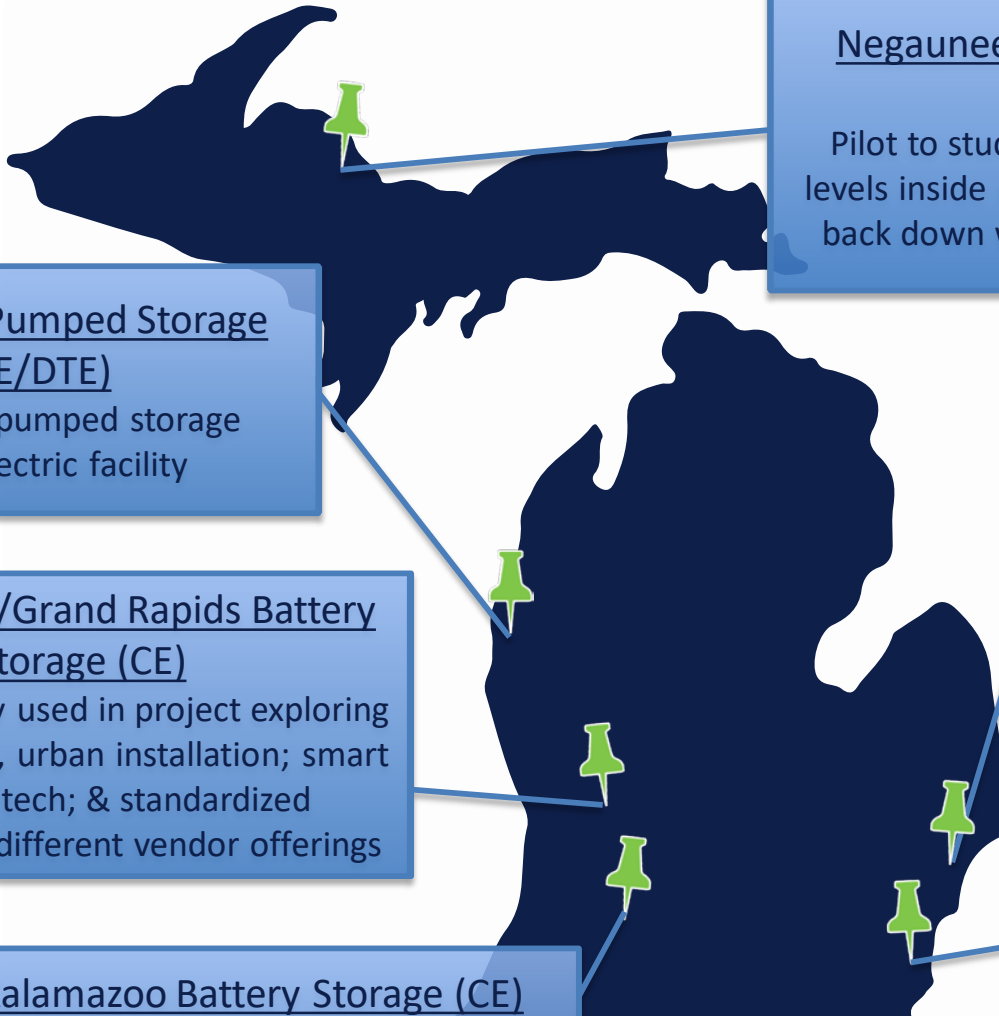 Negaunee
Pilot to stud
levels inside
back down
Pumped Storage
E/DTE)
pumped storage
ectric facility
/Grand Rapids Battery
torage (CE)
y used in project exploring
, urban installation; smart
tech; & standardized
different vendor offerings
alamazoo Battery Storage (CE)